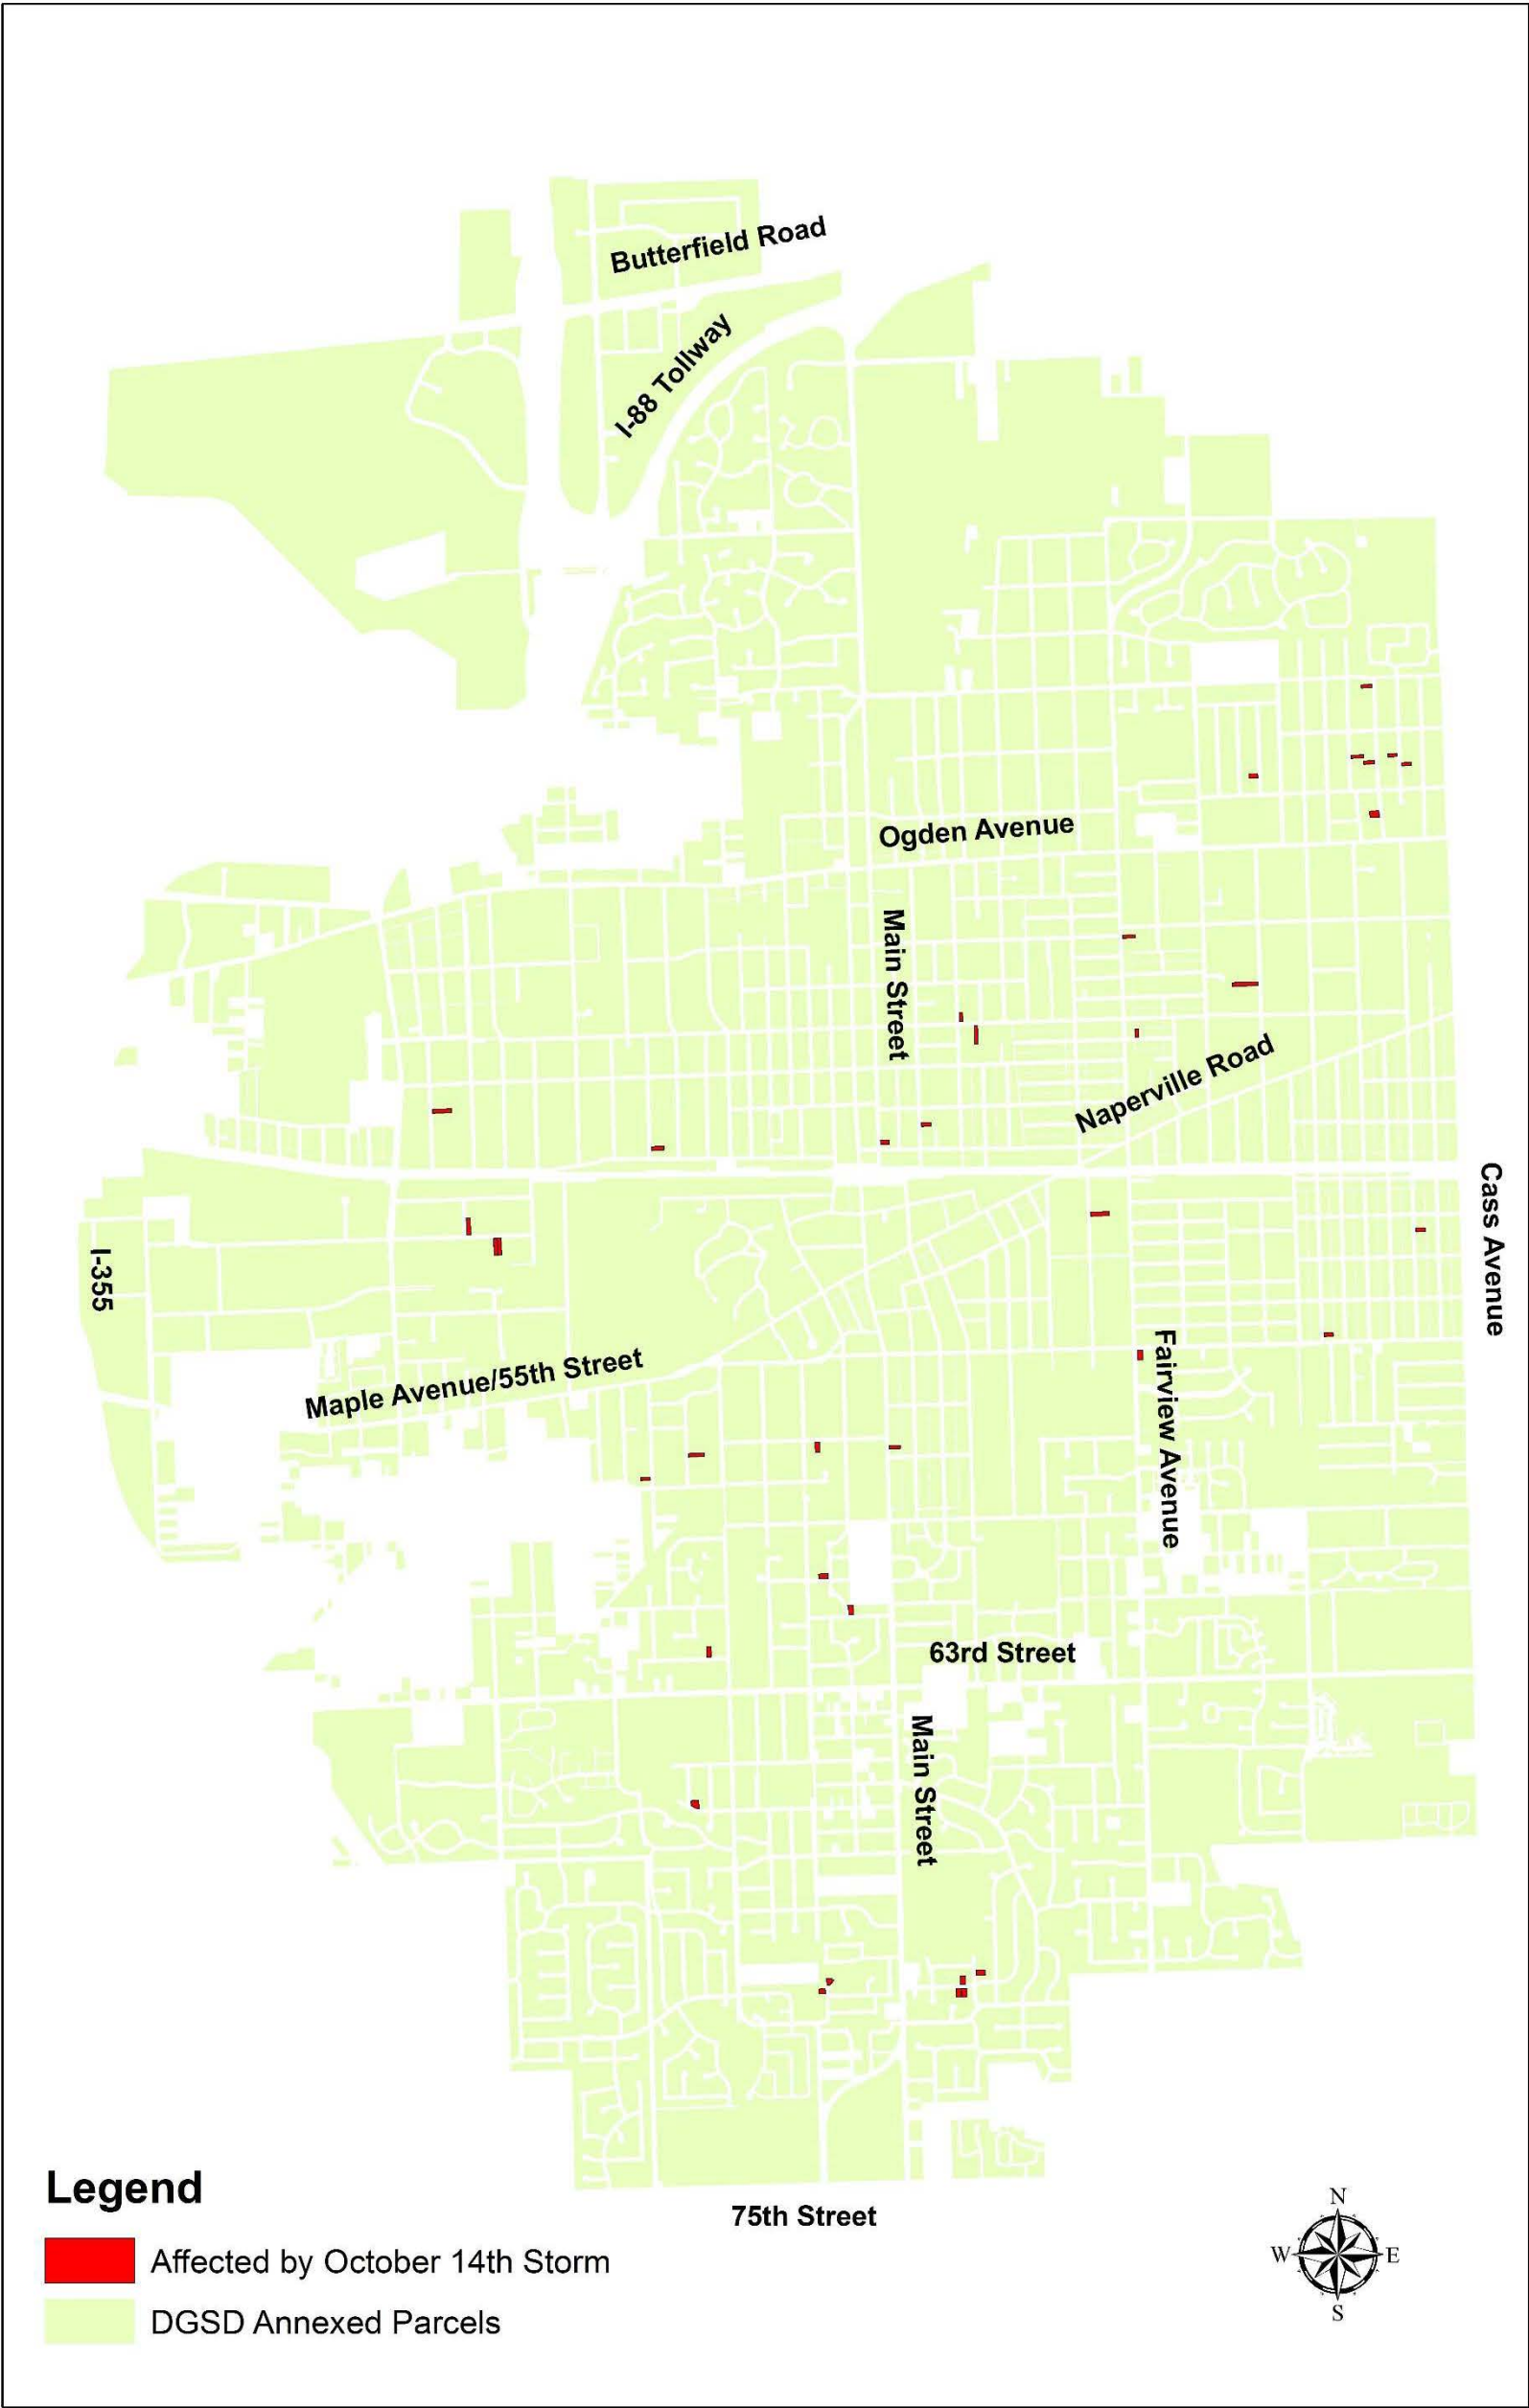 Butterfield Road
I-88 Tollway
Ogden Avenue
Main Street
Naperville Road
Cass Avenue
I-355
Maple Avenue/55th Street
Fairview Avenue
63rd Street
Main Street
75th Street
Legend
Affected by October 14th Storm
DGSD Annexed Parcels
N
W
E
S